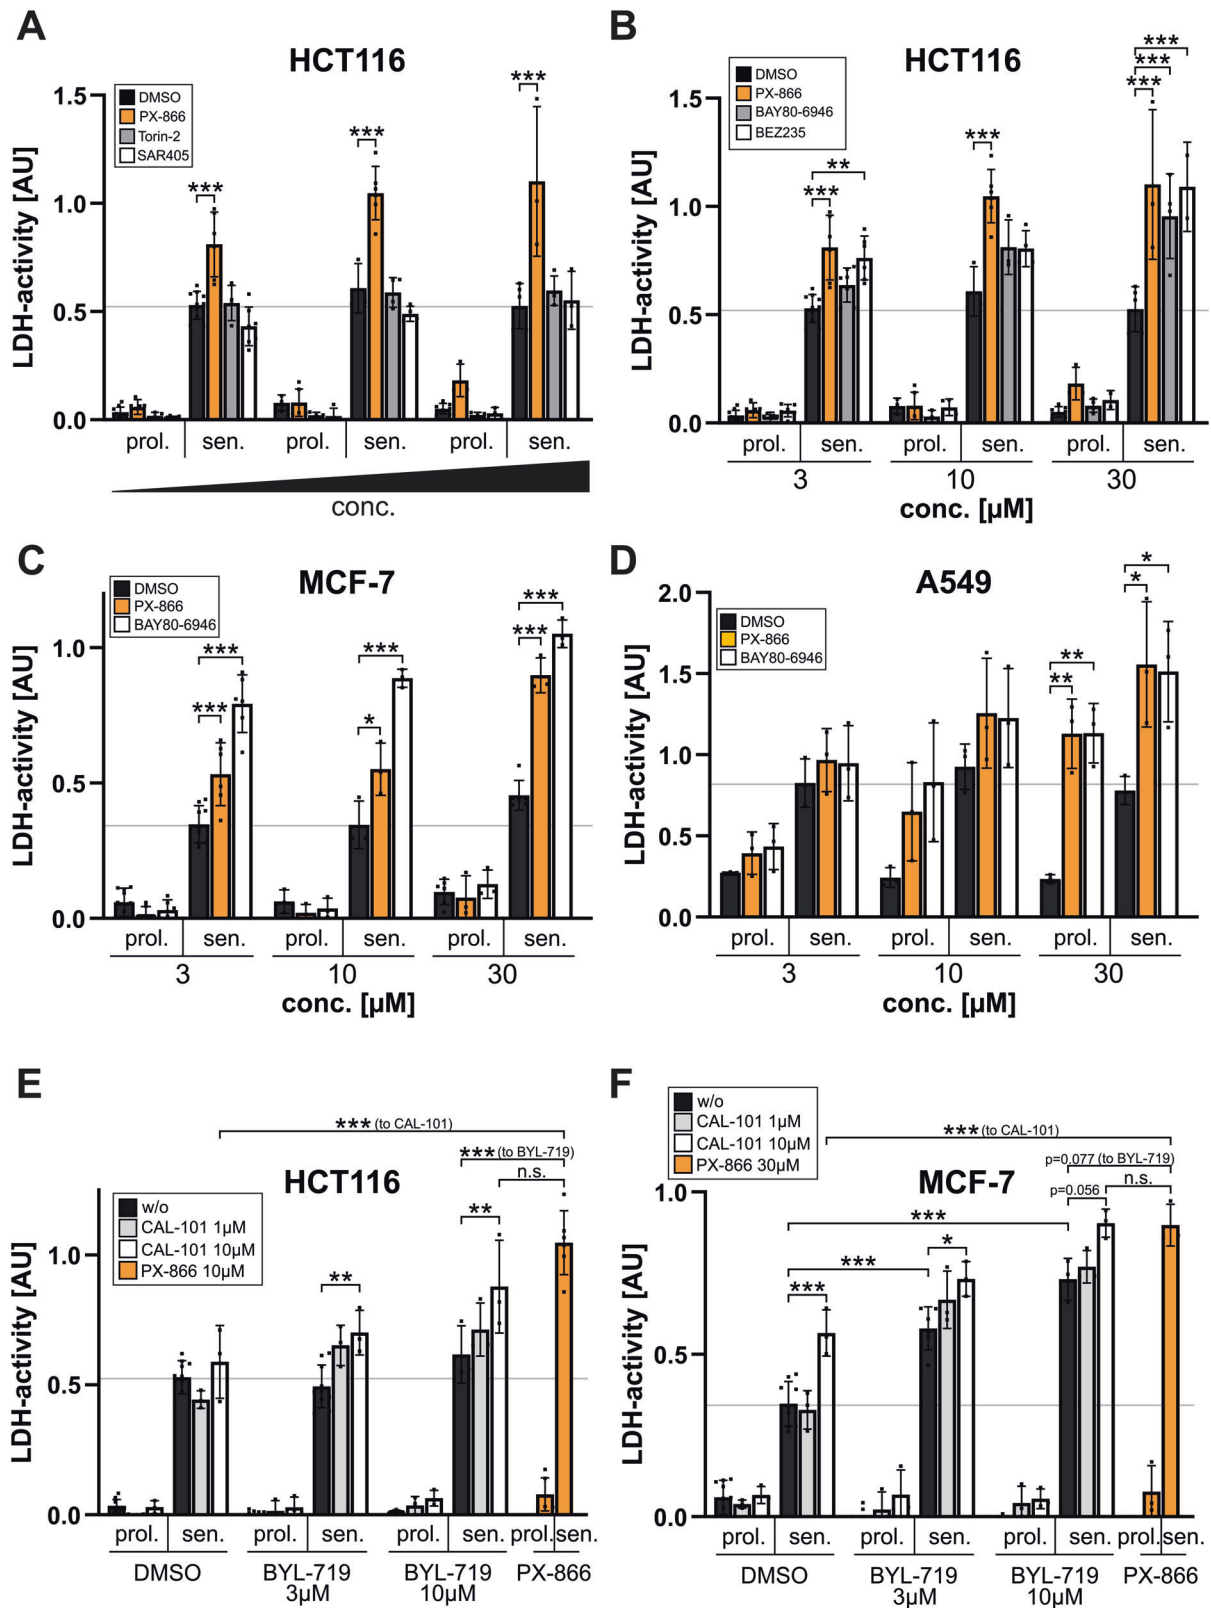 A
HCT116
DMSO
PX-866
Torin-2
SAR405
LDH-activity [AU]
1.5
1.0
0.5
0.0
***
***
***
prol. sen. prol. sen. prol. sen.
conc.
B
HCT116
DMSO
PX-866
BAY80-6946
BEZ235
LDH-activity [AU]
1.5
1.0
0.5
0.0
***
**
***
***
***
***
prol. sen. prol. sen. prol. sen.
3 10 30
conc. [µM]
C
MCF-7
DMSO
PX-866
BAY80-6946
LDH-activity [AU]
1.0
0.5
0.0
***
***
***
*
***
***
prol. sen. prol. sen. prol. sen.
3 10 30
conc. [µM]
D
A549
DMSO
PX-866
BAY80-6946
LDH-activity [AU]
2.0
1.5
1.0
0.5
0.0
**
**
*
*
prol. sen. prol. sen. prol. sen.
3 10 30
conc. [µM]
E
HCT116
w/o
CAL-101 1µM
CAL-101 10µM
PX-866 10µM
*** (to CAL-101)
*** (to BYL-719)
n.s.
**
**
LDH-activity [AU]
1.0
0.5
0.0
prol. sen. prol. sen. prol. sen. prol. sen.
DMSO BYL-719 BYL-719 PX-866
3µM 10µM
F
MCF-7
w/o
CAL-101 1µM
CAL-101 10µM
PX-866 30µM
*** (to CAL-101)
p=0.077 (to BYL-719)
n.s.
p=0.056
***
***
*
***
LDH-activity [AU]
1.0
0.5
0.0
prol. sen. prol. sen. prol. sen. prol. sen.
DMSO BYL-719 BYL-719 PX-866
3µM 10µM